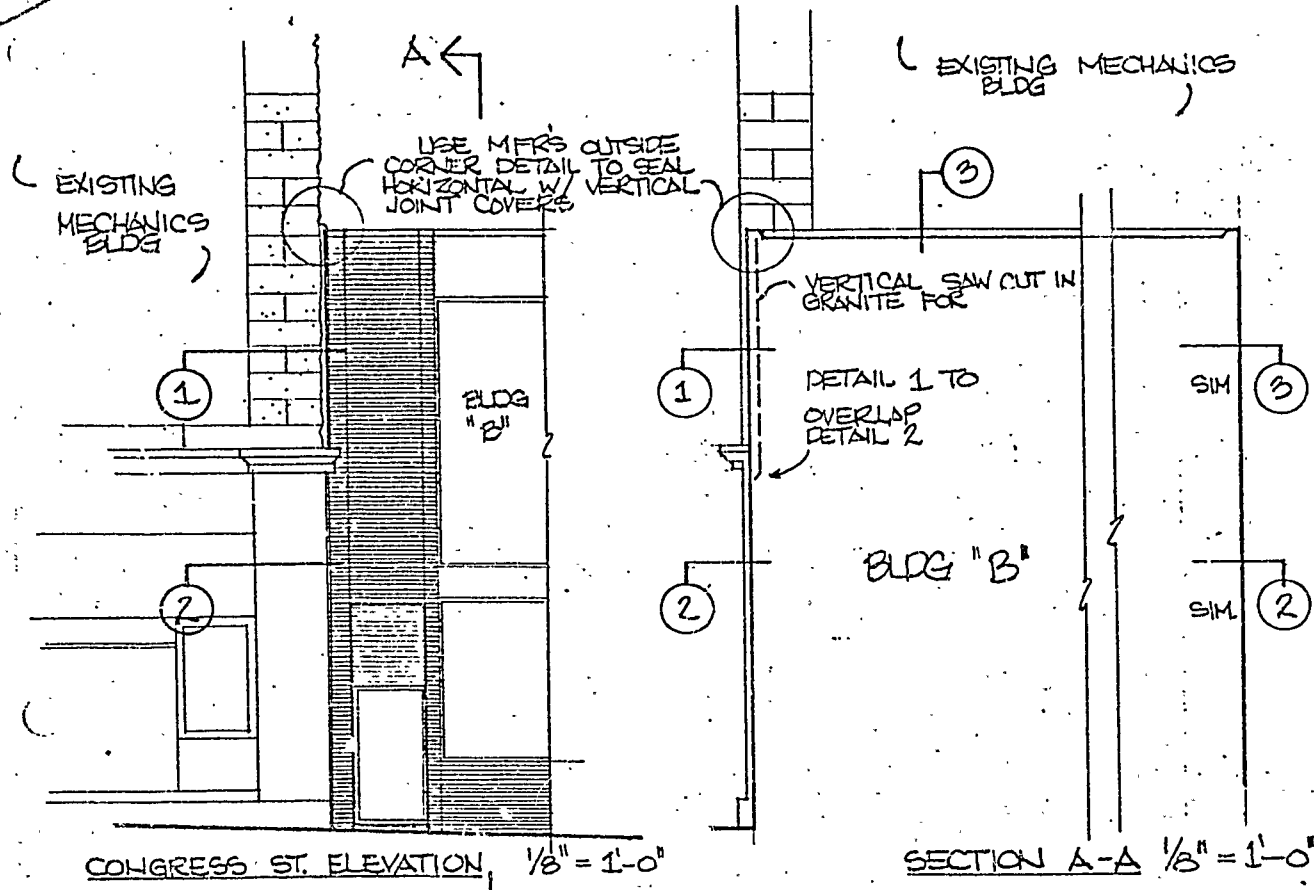 A
EXISTING MECHANICS
BLDG
USE MFR'S OUTSIDE
CORNER DETAIL TO SEAL
HORIZONTAL W/ VERTICAL
JOINT COVERS
EXISTING
MECHANICS
BLDG
3
VERTICAL SAW CUT IN
GRANITE FOR
DETAIL 1 TO
OVERLAP
DETAIL 2
1
BLDG
"B"
1
SIM
3
2
2
BLDG "B"
SIM.
2
CONGRESS ST. ELEVATION, 1/8" = 1'-0"
SECTION A-A 1/8" = 1'-0"